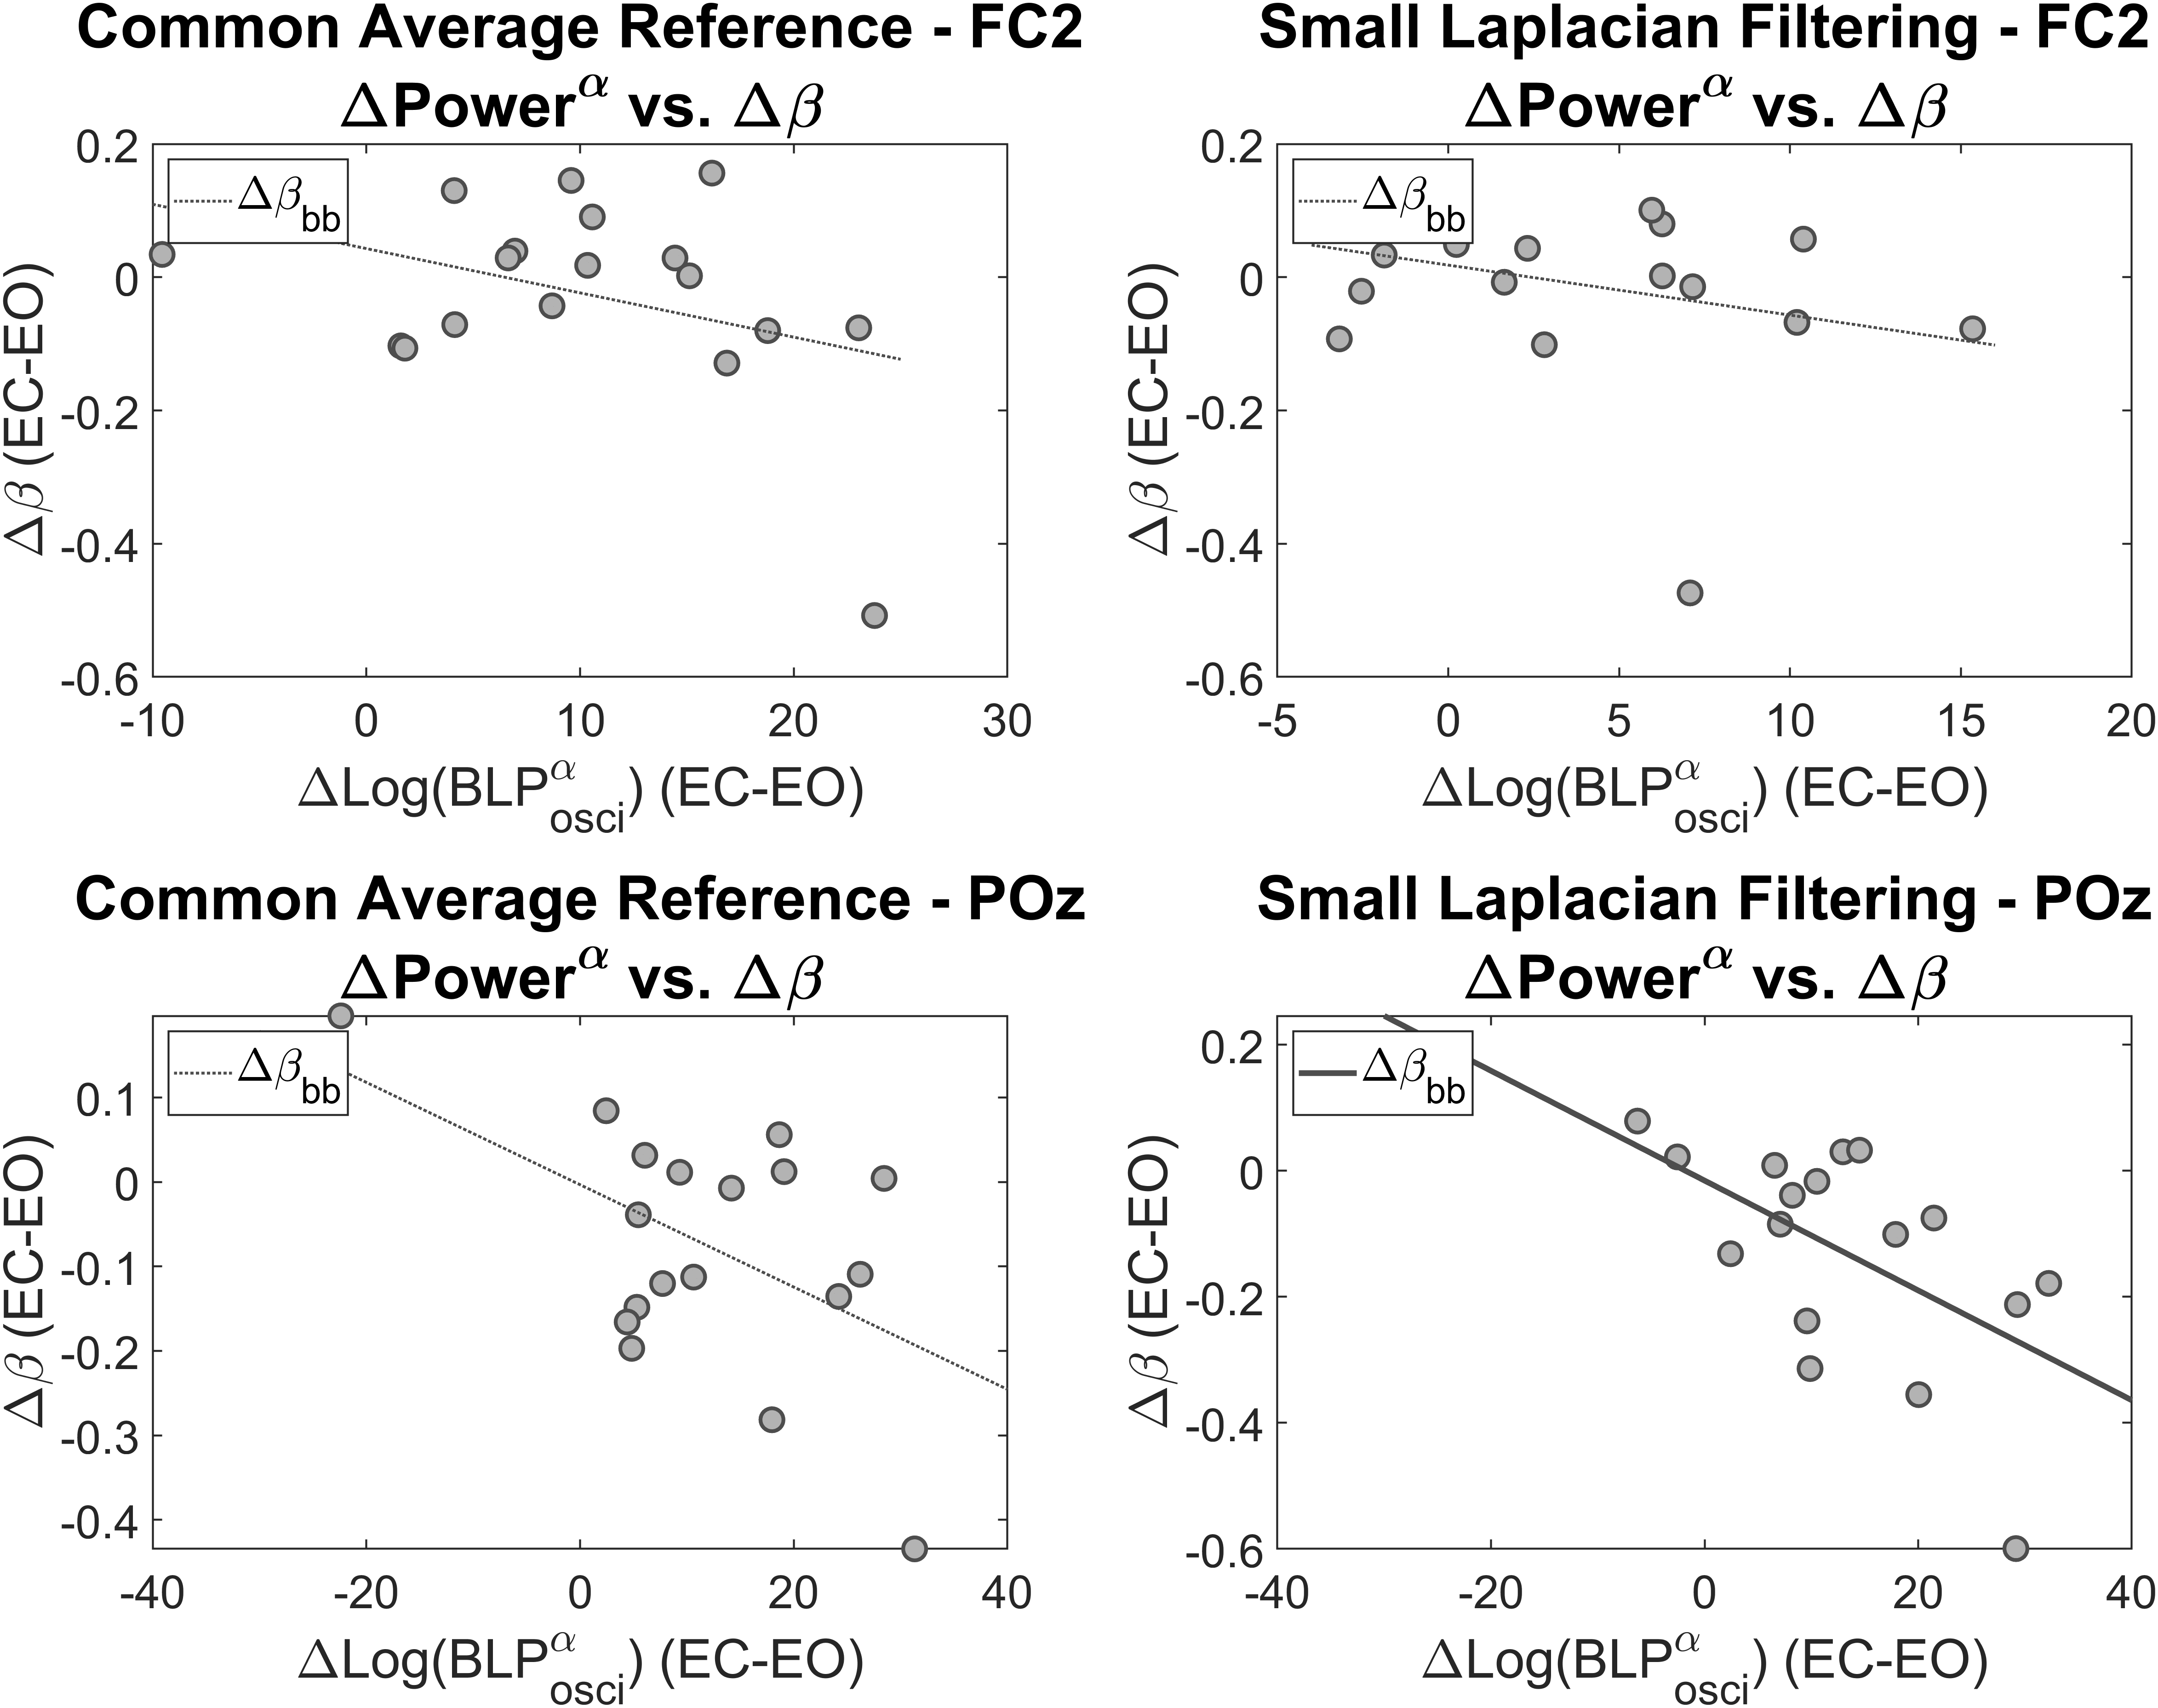 Common Average Reference - FC2
ΔPower^α vs. Δβ
0.2
0
-0.2
-0.4
-0.6
Δβ (EC-EO)
Δβ_bb
-10 0 10 20 30
ΔLog(BLP^α_osci) (EC-EO)
Small Laplacian Filtering - FC2
ΔPower^α vs. Δβ
0.2
0
-0.2
-0.4
-0.6
Δβ (EC-EO)
Δβ_bb
-5 0 5 10 15 20
ΔLog(BLP^α_osci) (EC-EO)
Common Average Reference - POz
ΔPower^α vs. Δβ
0.1
0
-0.1
-0.2
-0.3
-0.4
Δβ (EC-EO)
Δβ_bb
-40 -20 0 20 40
ΔLog(BLP^α_osci) (EC-EO)
Small Laplacian Filtering - POz
ΔPower^α vs. Δβ
0.2
0
-0.2
-0.4
-0.6
Δβ (EC-EO)
Δβ_bb
-40 -20 0 20 40
ΔLog(BLP^α_osci) (EC-EO)